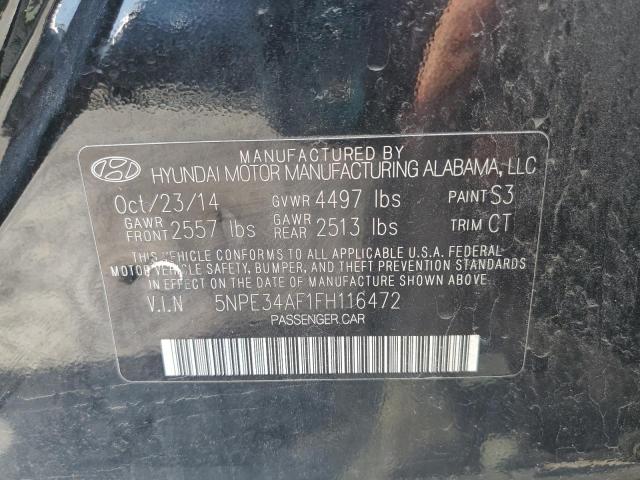 MANUFACTURED BY
HYUNDAI MOTOR MANUFACTURING ALABAMA, LLC
Oct/23/14 GVWR 4497 lbs PAINT S3
GAWR FRONT 2557 lbs GAWR REAR 2513 lbs TRIM CT
THIS VEHICLE CONFORMS TO ALL APPLICABLE U.S.A. FEDERAL
MOTOR VEHICLE SAFETY, BUMPER, AND THEFT PREVENTION
STANDARDS IN EFFECT ON THE DATE OF MANUFACTURE SHOWN ABOVE.
V.I.N 5NPE34AF1FH116472
PASSENGER CAR